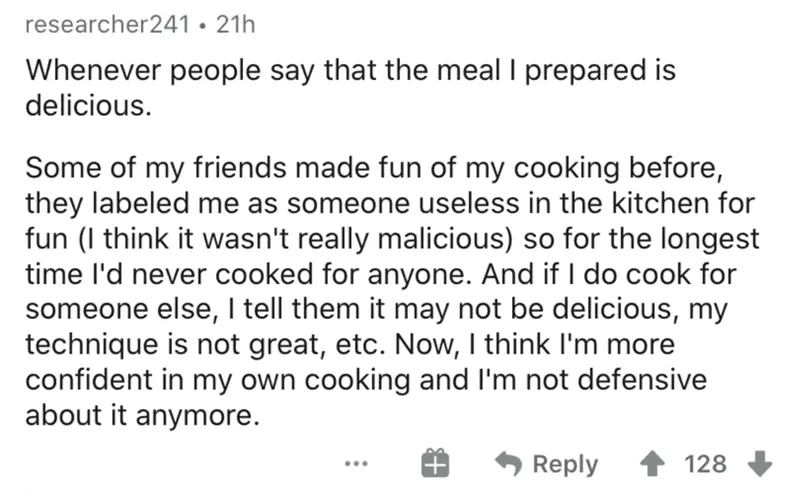 researcher241 • 21h
Whenever people say that the meal I prepared is
delicious.
Some of my friends made fun of my cooking before,
they labeled me as someone useless in the kitchen for
fun (I think it wasn't really malicious) so for the longest
time I'd never cooked for anyone. And if I do cook for
someone else, I tell them it may not be delicious, my
technique is not great, etc. Now, I think I'm more
confident in my own cooking and I'm not defensive
about it anymore.
... Reply 128